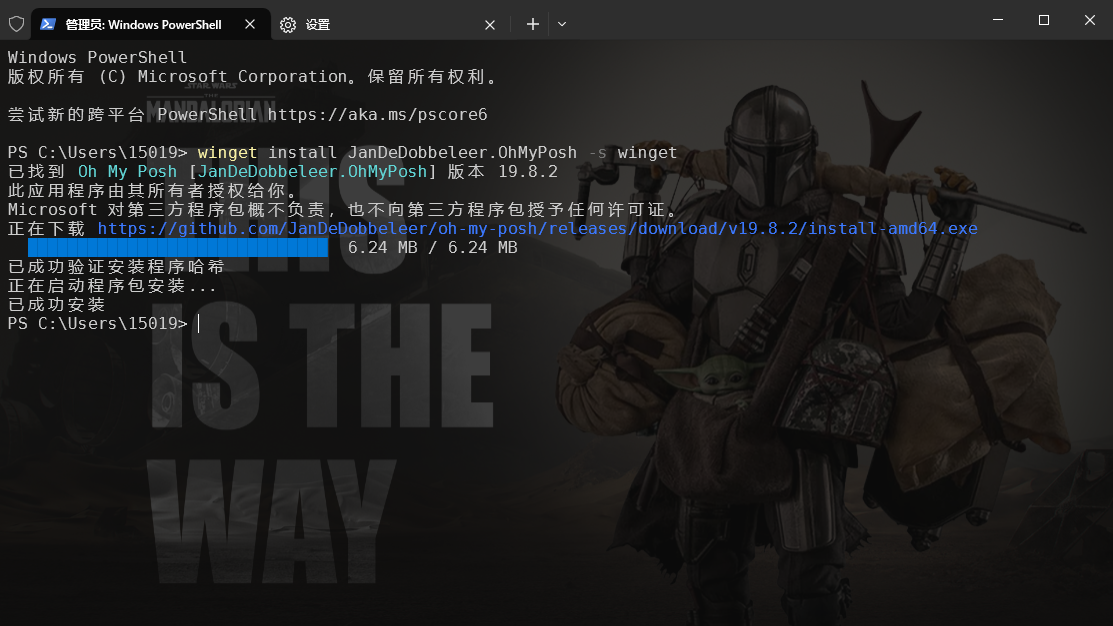 管理员: Windows PowerShell
设置
Windows PowerShell
版权所有 (C) Microsoft Corporation。保留所有权利。
尝试新的跨平台 PowerShell https://aka.ms/pscore6
PS C:\Users\15019> winget install JanDeDobbeleer.OhMyPosh -s winget
已找到 Oh My Posh [JanDeDobbeleer.OhMyPosh] 版本 19.8.2
此应用程序由其所有者授权给你。
Microsoft 对第三方程序包概不负责，也不向第三方程序包授予任何许可证。
正在下载 https://github.com/JanDeDobbeleer/oh-my-posh/releases/download/v19.8.2/install-amd64.exe
6.24 MB / 6.24 MB
已成功验证安装程序哈希
正在启动程序包安装...
已成功安装
PS C:\Users\15019>
STAR WARS
THE
MANDALORIAN
THIS
IS THE
WAY